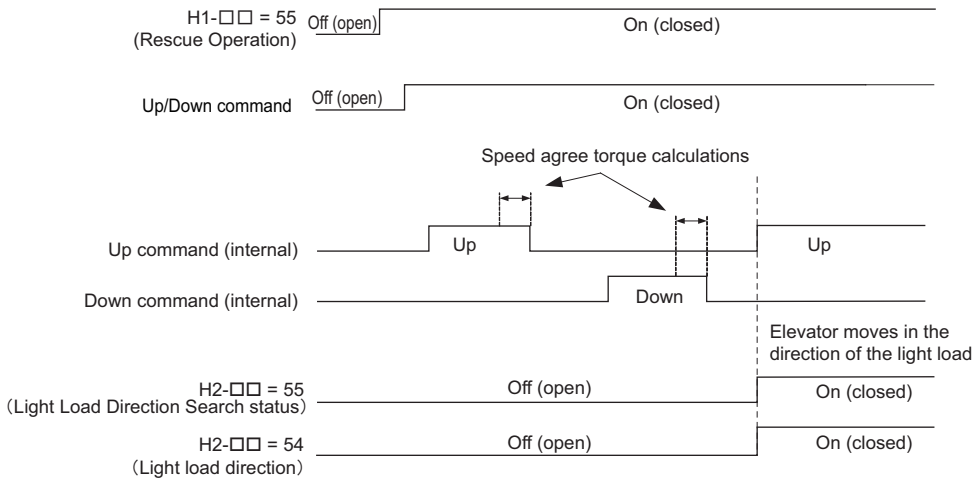 H1-□□ = 55
(Rescue Operation)
Off (open)
On (closed)
Up/Down command
Off (open)
On (closed)
Speed agree torque calculations
Up command (internal)
Up
Up
Down command (internal)
Down
Elevator moves in the
direction of the light load
H2-□□ = 55
（Light Load Direction Search status）
Off (open)
On (closed)
H2-□□ = 54
（Light load direction）
Off (open)
On (closed)